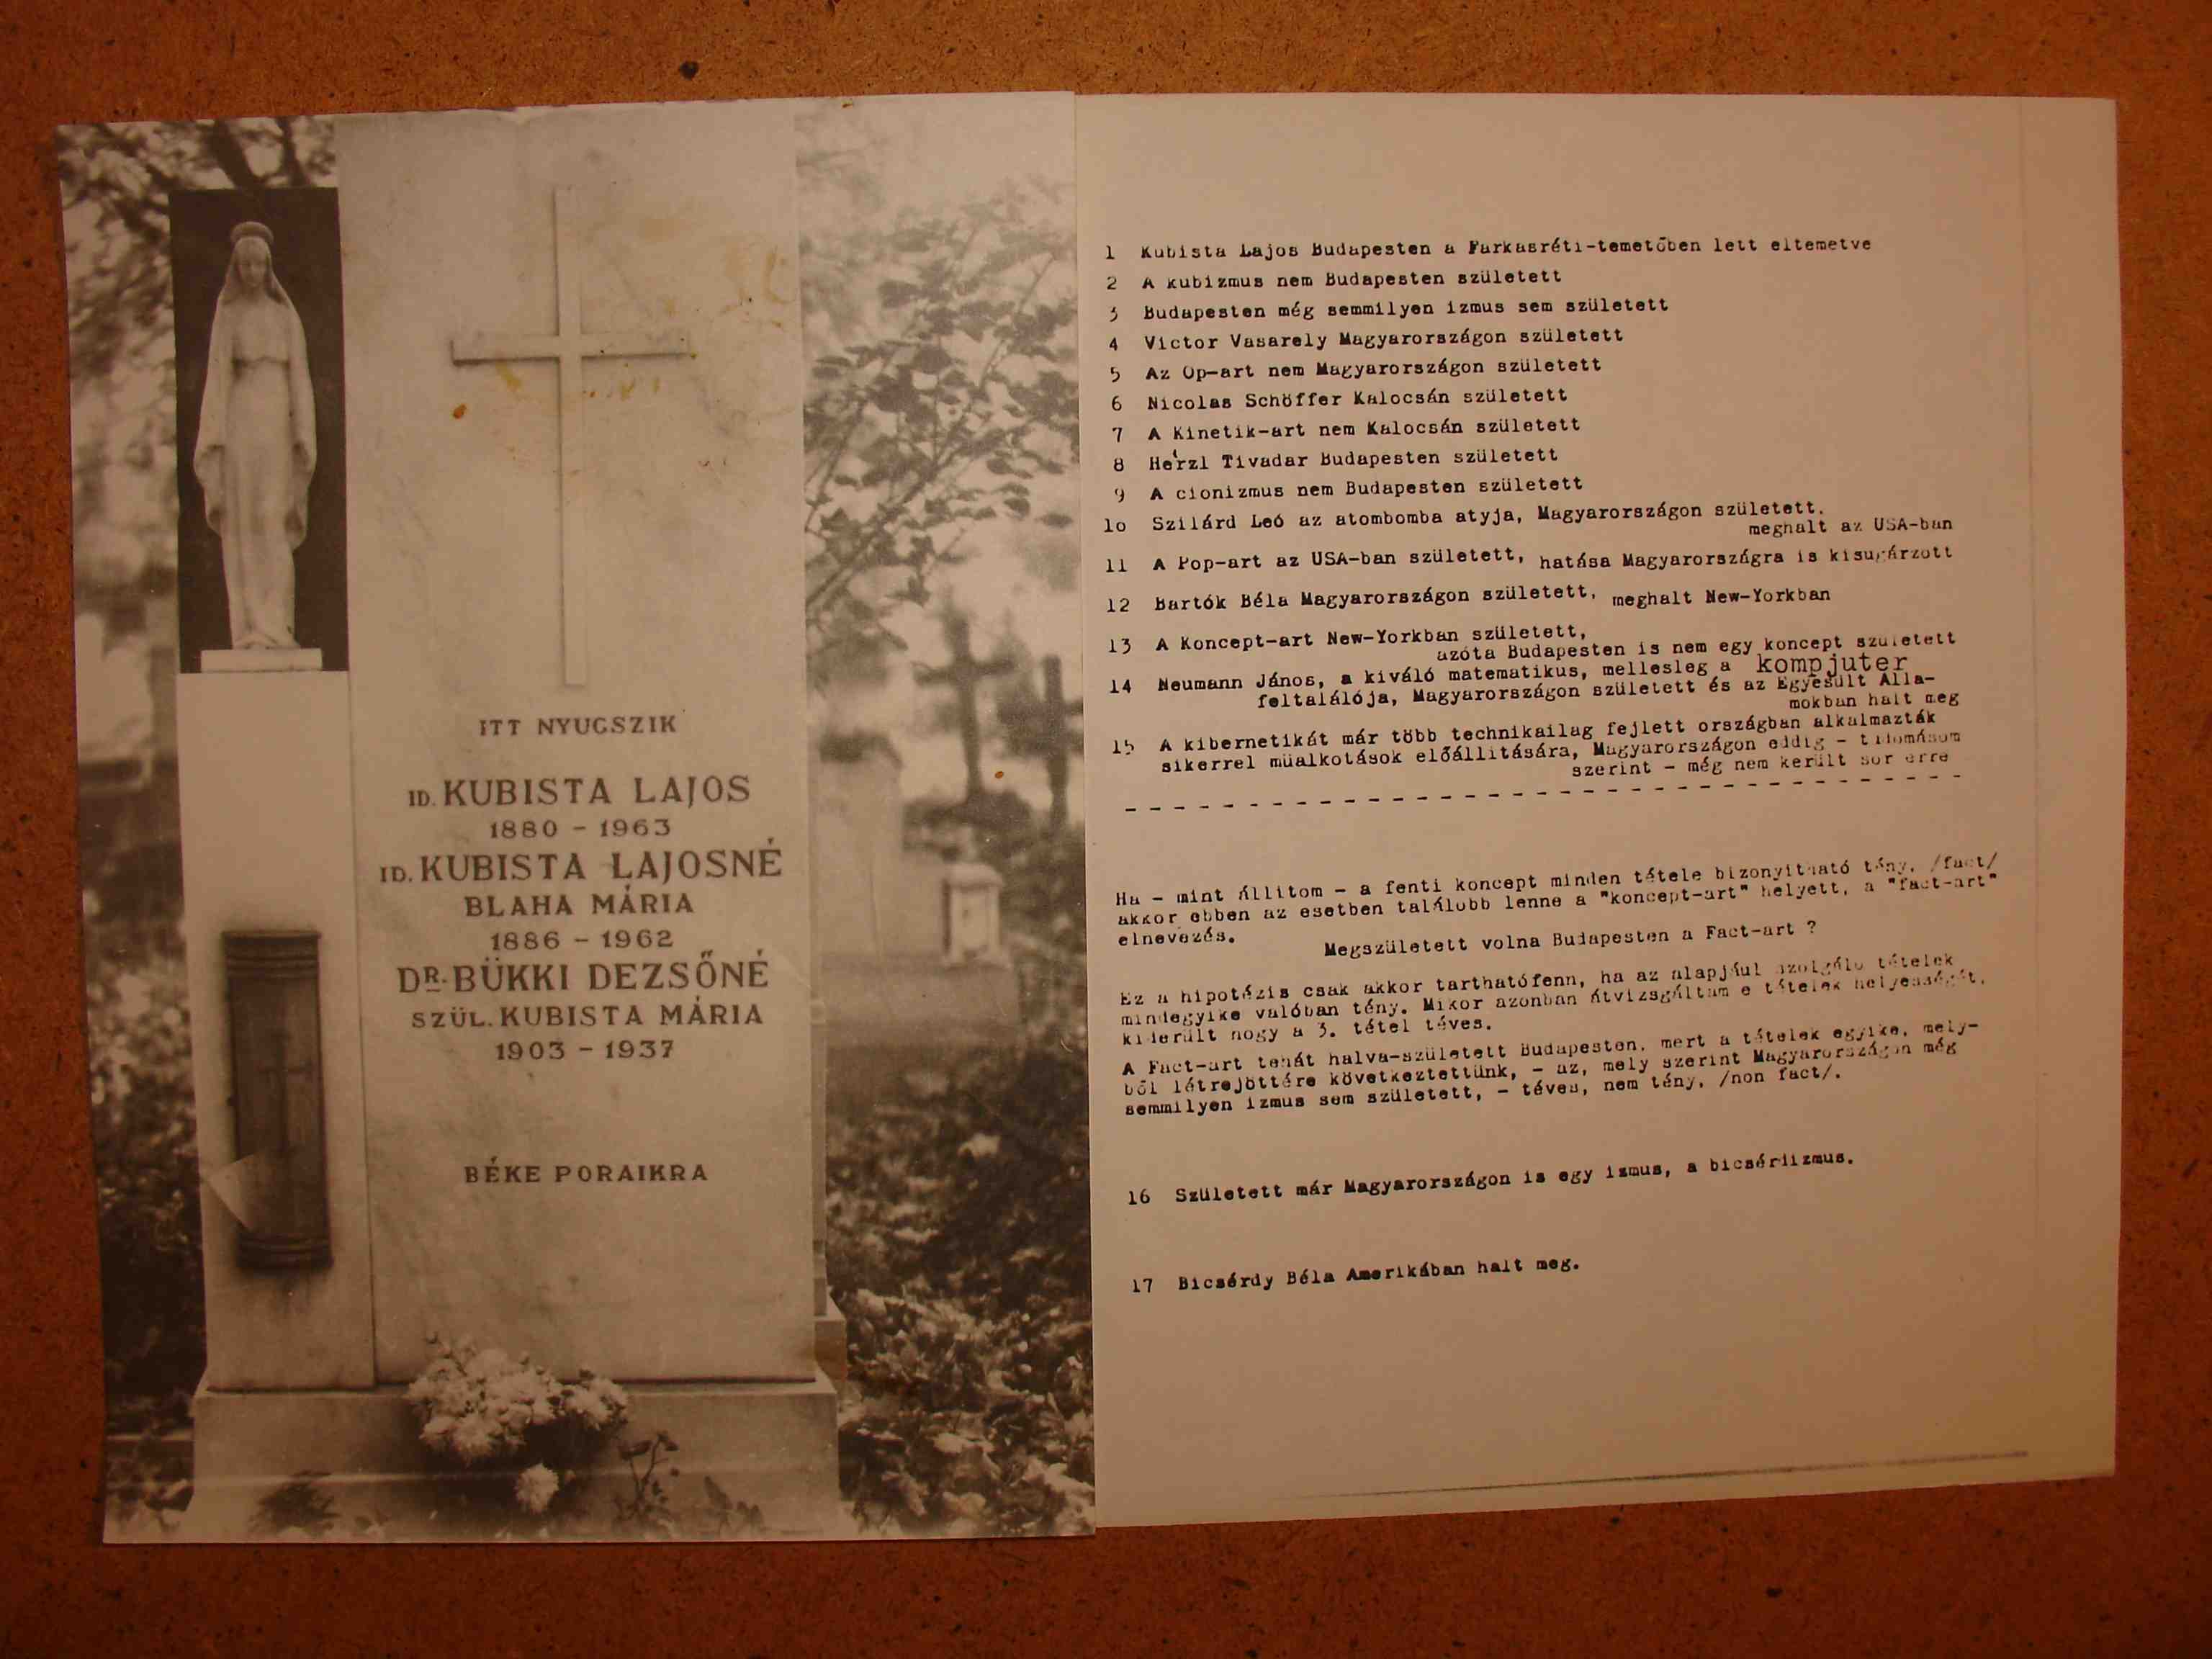 ITT NYUGSZIK
ID. KUBISTA LAJOS
1880 – 1963
ID. KUBISTA LAJOSNÉ
BLAHA MÁRIA
1886 – 1962
DR. BÜKKI DEZSŐNÉ
SZÜL. KUBISTA MÁRIA
1903 – 1937
BÉKE PORAIKRA
1 Kubista Lajos Budapesten a Farkasréti-temetőben lett eltemetve
2 A kubizmus nem Budapesten született
3 Budapesten még semmilyen izmus sem született
4 Victor Vasarely Magyarországon született
5 Az Op-art nem Magyarországon született
6 Nicolas Schöffer Kalocsán született
7 A Kinetik-art nem Kalocsán született
8 Herzl Tivadar Budapesten született
9 A cionizmus nem Budapesten született
10 Szilárd Leó az atombomba atyja, Magyarországon született.
meghalt az USA-ban
11 A Pop-art az USA-ban született, hatása Magyarországra is kisugárzott
12 Bartók Béla Magyarországon született, meghalt New-Yorkban
13 A Koncept-art New-Yorkban született,
azóta Budapesten is nem egy koncept született
14 Neumann János, a kiváló matematikus, mellesleg a kompjuter
feltalálója, Magyarországon született és az Egyesült Álla-
mokban halt meg
15 A kibernetikát már több technikailag fejlett országban alkalmazták
sikerrel müalkotások előállitására, Magyarországon eddig – tudomásom
szerint – még nem került sor erre
- - - - - - - - - - - - - - - - - - - - - - - - - - - - - - - - - - -
Ha – mint állitom – a fenti koncept minden tétele bizonyitható tény, /fact/
akkor ebben az esetben találóbb lenne a "koncept-art" helyett, a "fact-art"
elnevezés.
Megszületett volna Budapesten a Fact-art ?
Ez a hipotézis csak akkor tarthatófenn, ha az alapjául szolgáló tételek
mindegyike valóban tény. Mikor azonban átvizsgáltam e tételek helyességét,
kiderült hogy a 3. tétel téves.
A Fact-art tehát halva-született Budapesten, mert a tételek egyike, mely-
ből létrejöttére következtettünk, – az, mely szerint Magyarországon még
semmilyen izmus sem született, – téves, nem tény, /non fact/.
16 Született már Magyarországon is egy izmus, a bicsérdiizmus.
17 Bicsérdy Béla Amerikában halt meg.